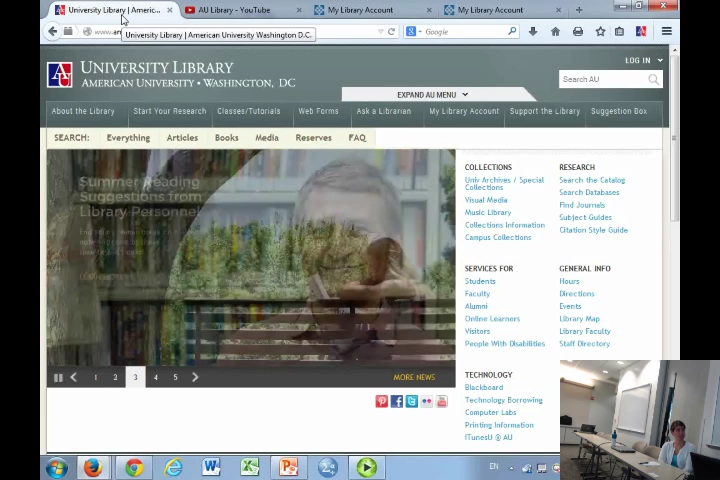 University Library | Americ...
AU Library - YouTube
My Library Account
My Library Account
www.am
Google
University Library | American University Washington D.C.
LOG IN
UNIVERSITY LIBRARY
AMERICAN UNIVERSITY • WASHINGTON, DC
Search AU
EXPAND AU MENU
About the Library
Start Your Research
Classes/Tutorials
Web Forms
Ask a Librarian
My Library Account
Support the Library
Suggestion Box
SEARCH:
Everything
Articles
Books
Media
Reserves
FAQ
Summer Reading
Suggestions from
Library Personnel
COLLECTIONS
Univ Archives / Special
Collections
Visual Media
Music Library
Collections Information
Campus Collections
RESEARCH
Search the Catalog
Search Databases
Find Journals
Subject Guides
Citation Style Guide
SERVICES FOR
Students
Faculty
Alumni
Online Learners
Visitors
People With Disabilities
GENERAL INFO
Hours
Directions
Events
Library Map
Library Faculty
Staff Directory
TECHNOLOGY
Blackboard
Technology Borrowing
Computer Labs
Printing Information
ITunesU @ AU
1 2 3 4 5
MORE NEWS
EN